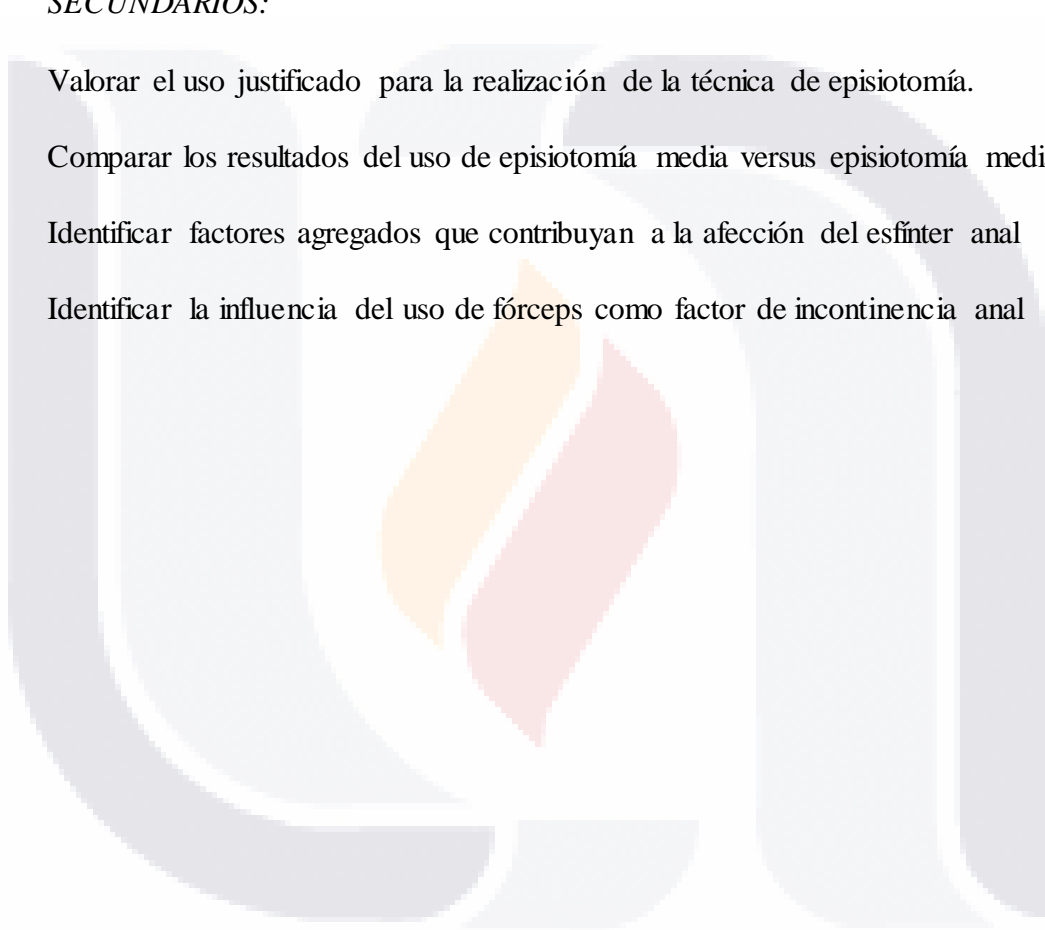 SECUNDARIOS:
Valorar el uso justificado para la realización de la técnica de episiotomía.
Comparar los resultados del uso de episiotomía media versus episiotomía medi
Identificar factores agregados que contribuyan a la afección del esfínter anal
Identificar la influencia del uso de fórceps como factor de incontinencia anal